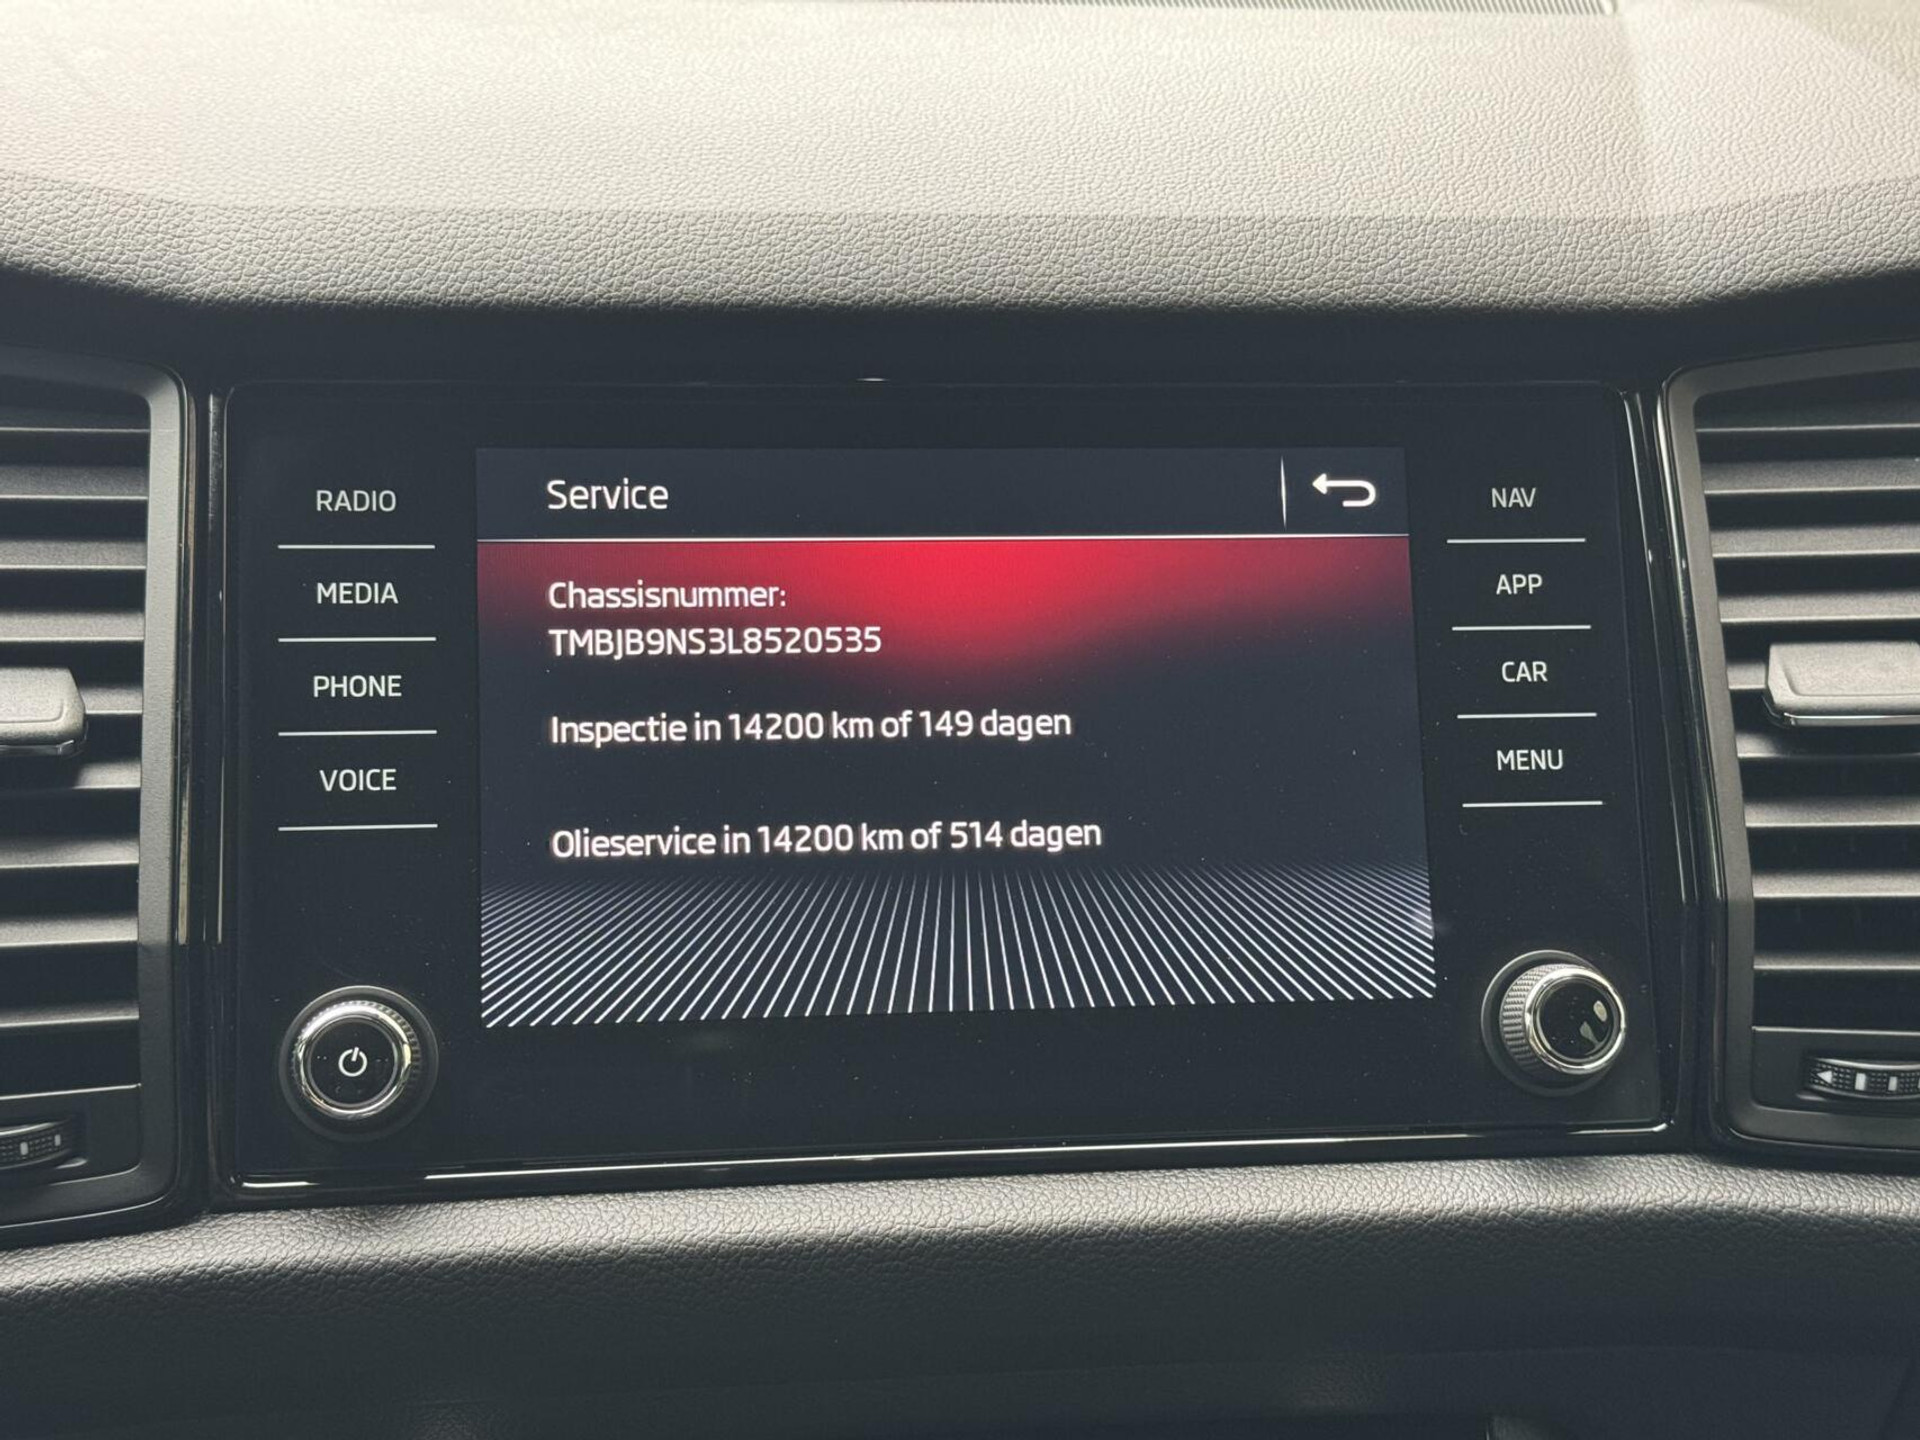 Service
RADIO
MEDIA
PHONE
VOICE
Chassisnummer:
TMBJB9NS3L8520535
Inspectie in 14200 km of 149 dagen
Olieservice in 14200 km of 514 dagen
NAV
APP
CAR
MENU